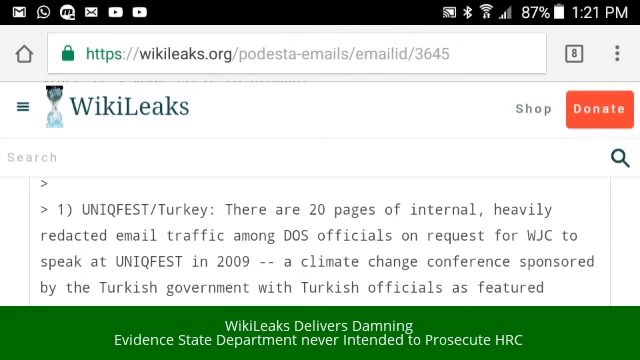 87% 1:21 PM
https://wikileaks.org/podesta-emails/emailid/3645
8
WikiLeaks
Shop
Donate
Search
>
> 1) UNIQFEST/Turkey: There are 20 pages of internal, heavily
redacted email traffic among DOS officials on request for WJC to
speak at UNIQFEST in 2009 -- a climate change conference sponsored
by the Turkish government with Turkish officials as featured
WikiLeaks Delivers Damning
Evidence State Department never Intended to Prosecute HRC